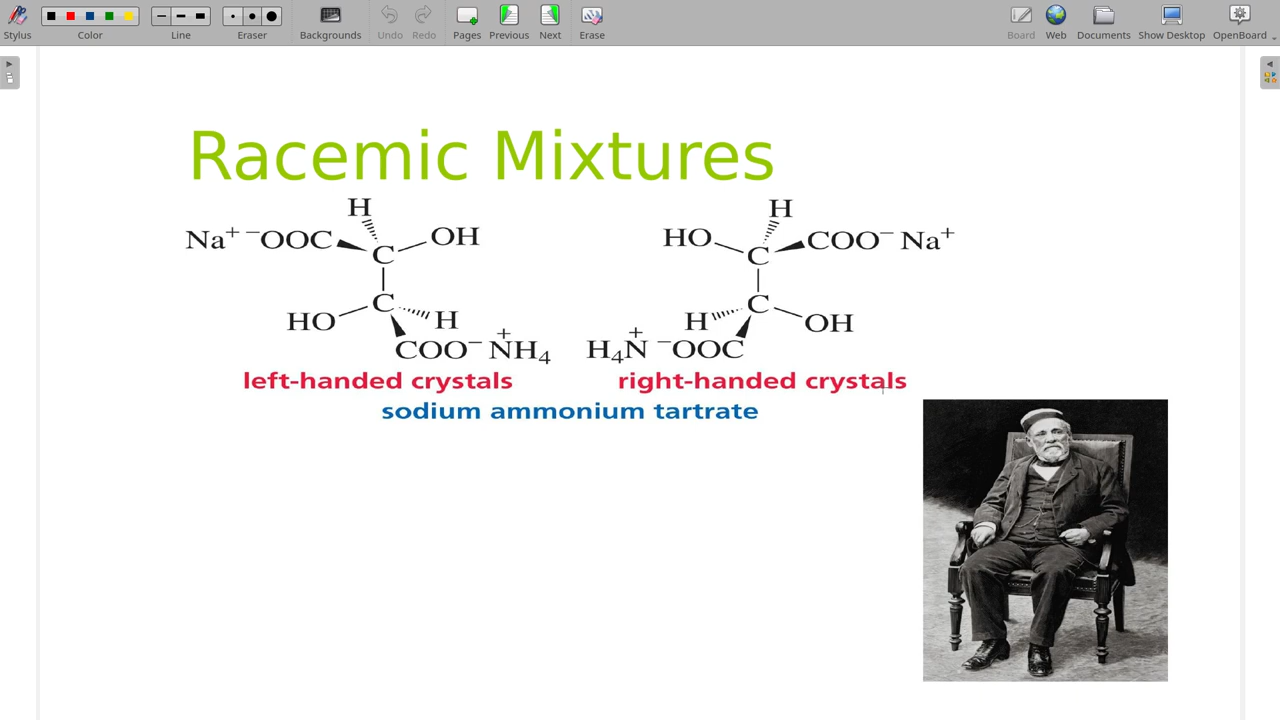 Stylus Color Line Eraser Backgrounds Undo Redo Pages Previous Next Erase Board Web Documents Show Desktop OpenBoard
Racemic Mixtures
H
Na⁺ ⁻OOC C OH
HO C H
COO⁻ N⁺H₄
H
HO C COO⁻ Na⁺
H C OH
H₄N⁺ ⁻OOC
left-handed crystals
right-handed crystals
sodium ammonium tartrate